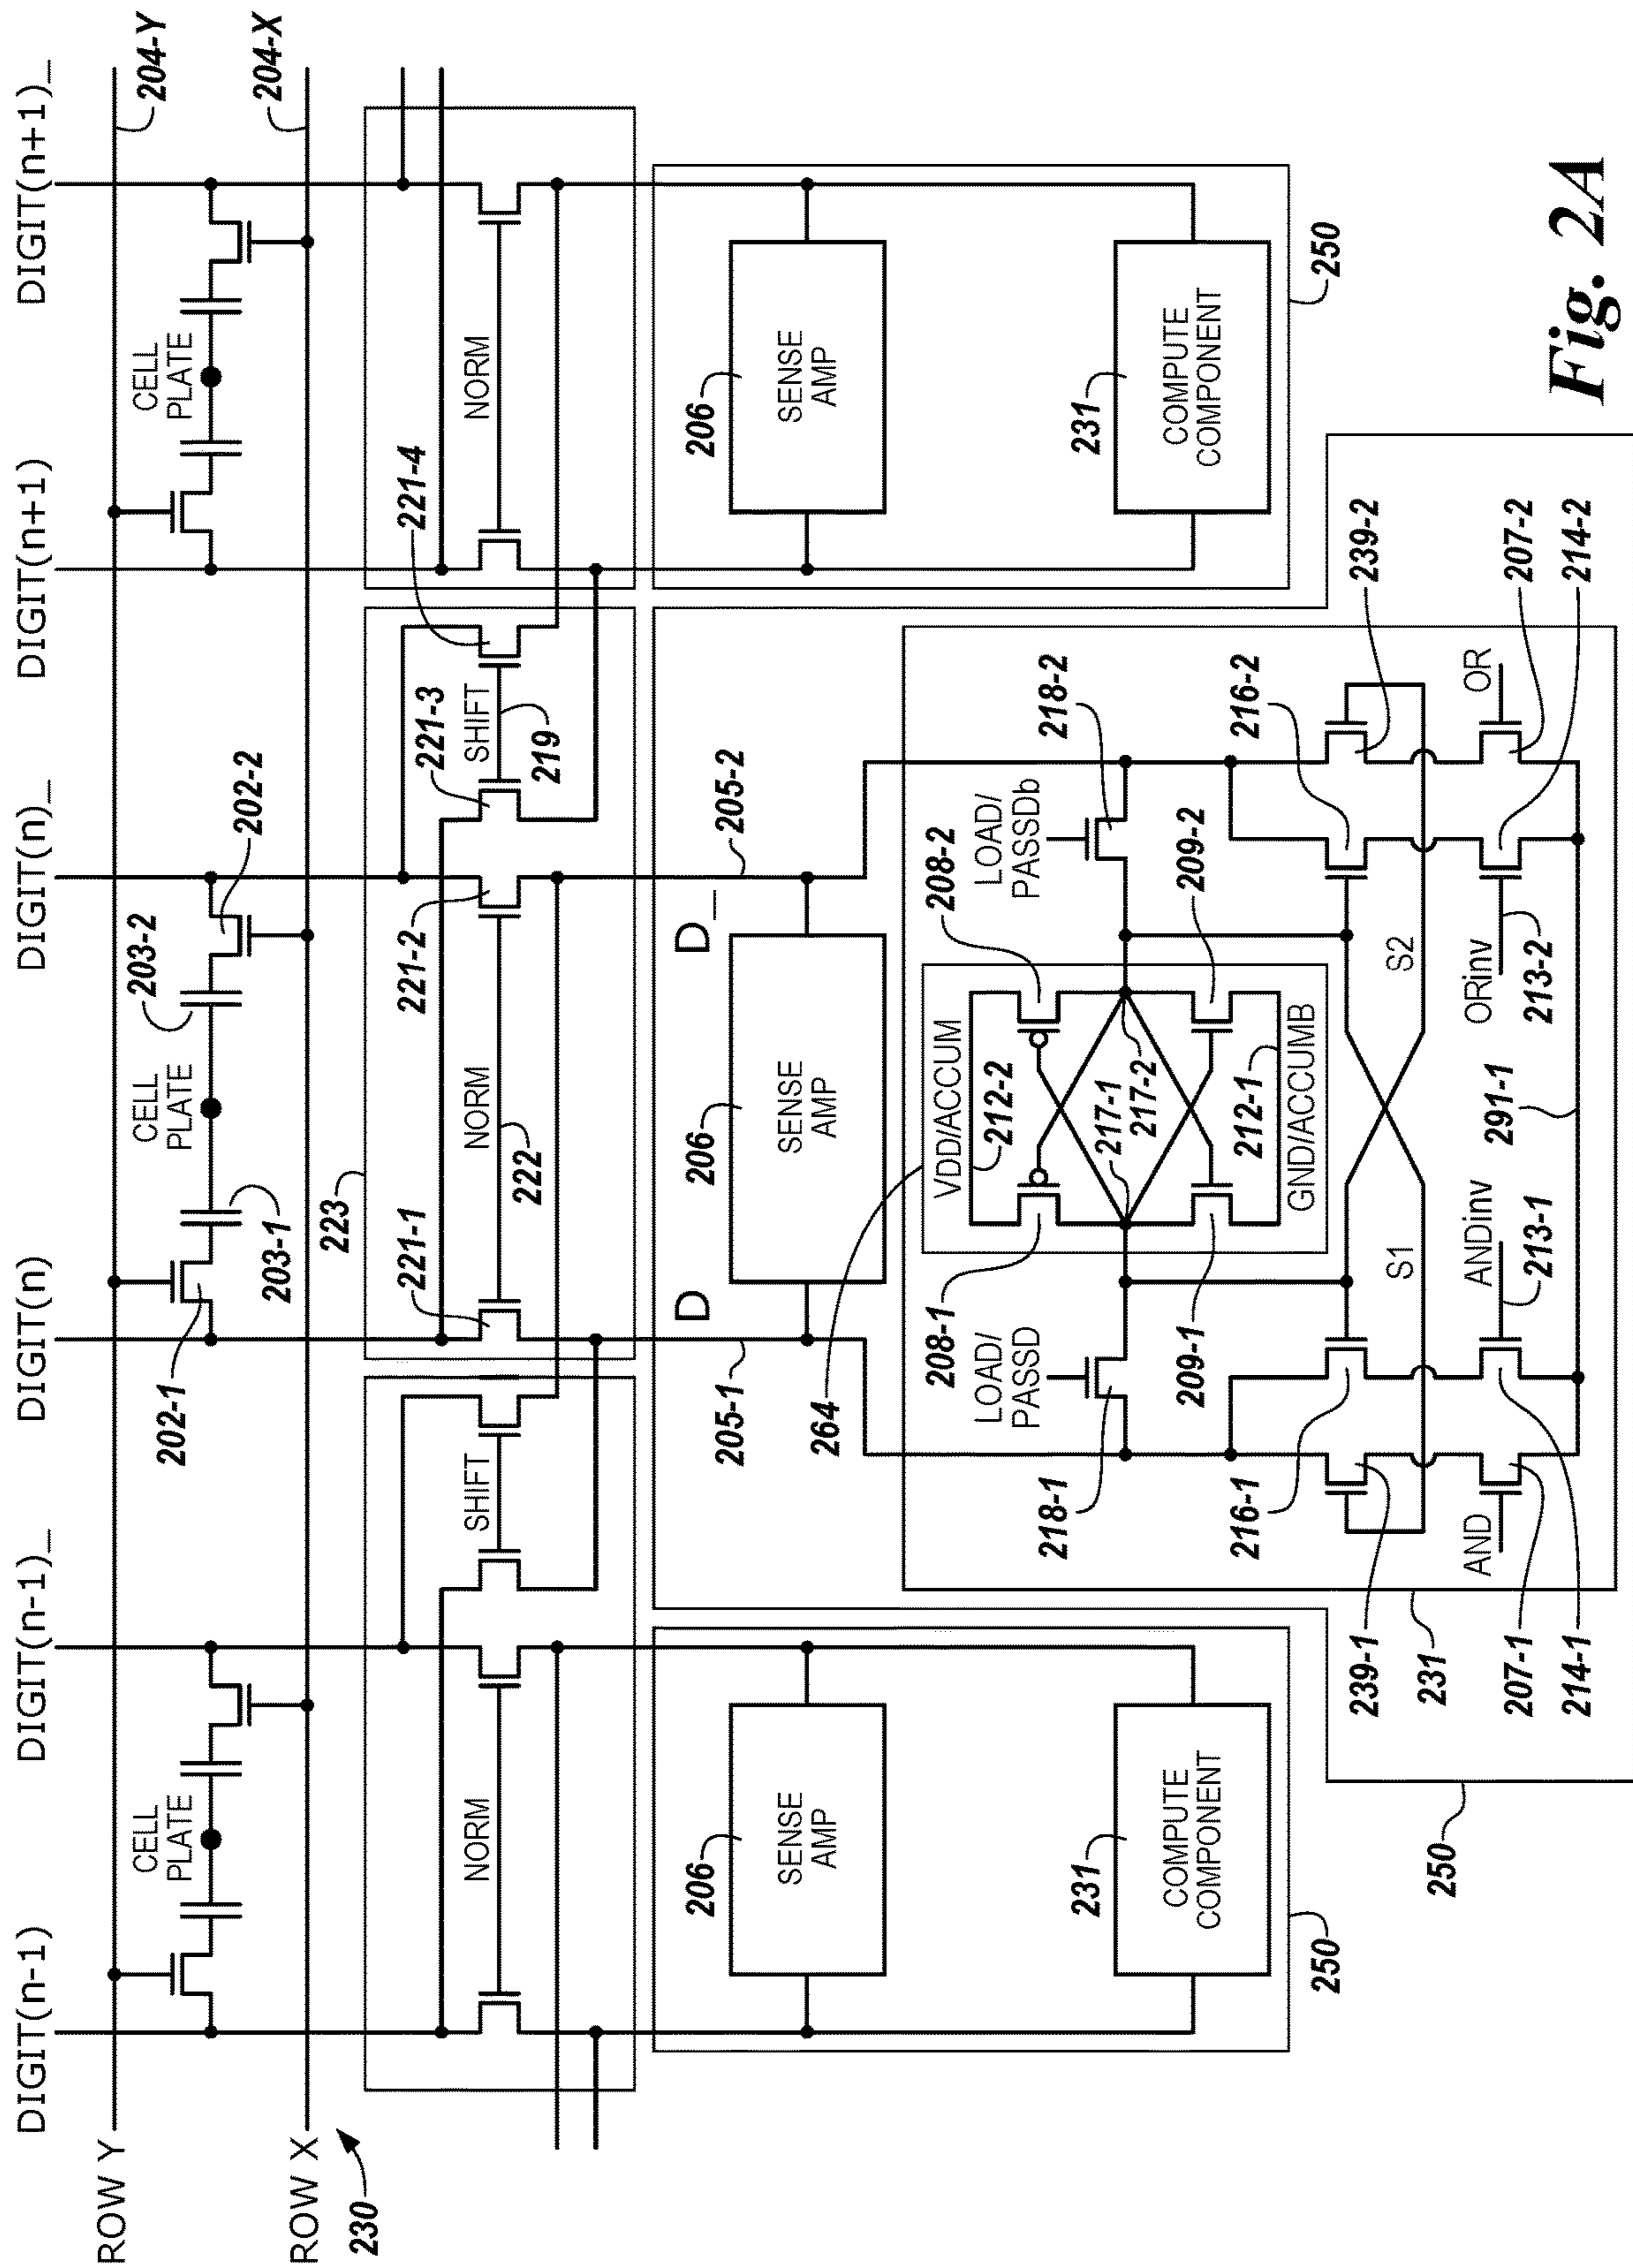 DIGIT(n-1)
DIGIT(n-1)_
DIGIT(n)
DIGIT(n)_
DIGIT(n+1)
DIGIT(n+1)_
ROW Y
204-Y
CELL
PLATE
202-1
203-1
CELL
PLATE
203-2
202-2
CELL
PLATE
ROW X
204-X
230
223
NORM
SHIFT
221-1
NORM
222
221-2
221-3
SHIFT
219
221-4
NORM
205-1
D
D_
205-2
206
SENSE
AMP
206
SENSE
AMP
206
SENSE
AMP
264
231
COMPUTE
COMPONENT
231
COMPUTE
COMPONENT
250
250
218-1
LOAD/
PASSD
208-1
209-1
VDD/ACCUM
212-2
217-1
217-2
212-1
GND/ACCUMB
208-2
209-2
LOAD/
PASSDb
218-2
216-1
216-2
239-1
S1
S2
239-2
231
250
AND
207-1
ANDinv
213-1
214-1
291-1
ORinv
213-2
OR
207-2
214-2
Fig. 2A